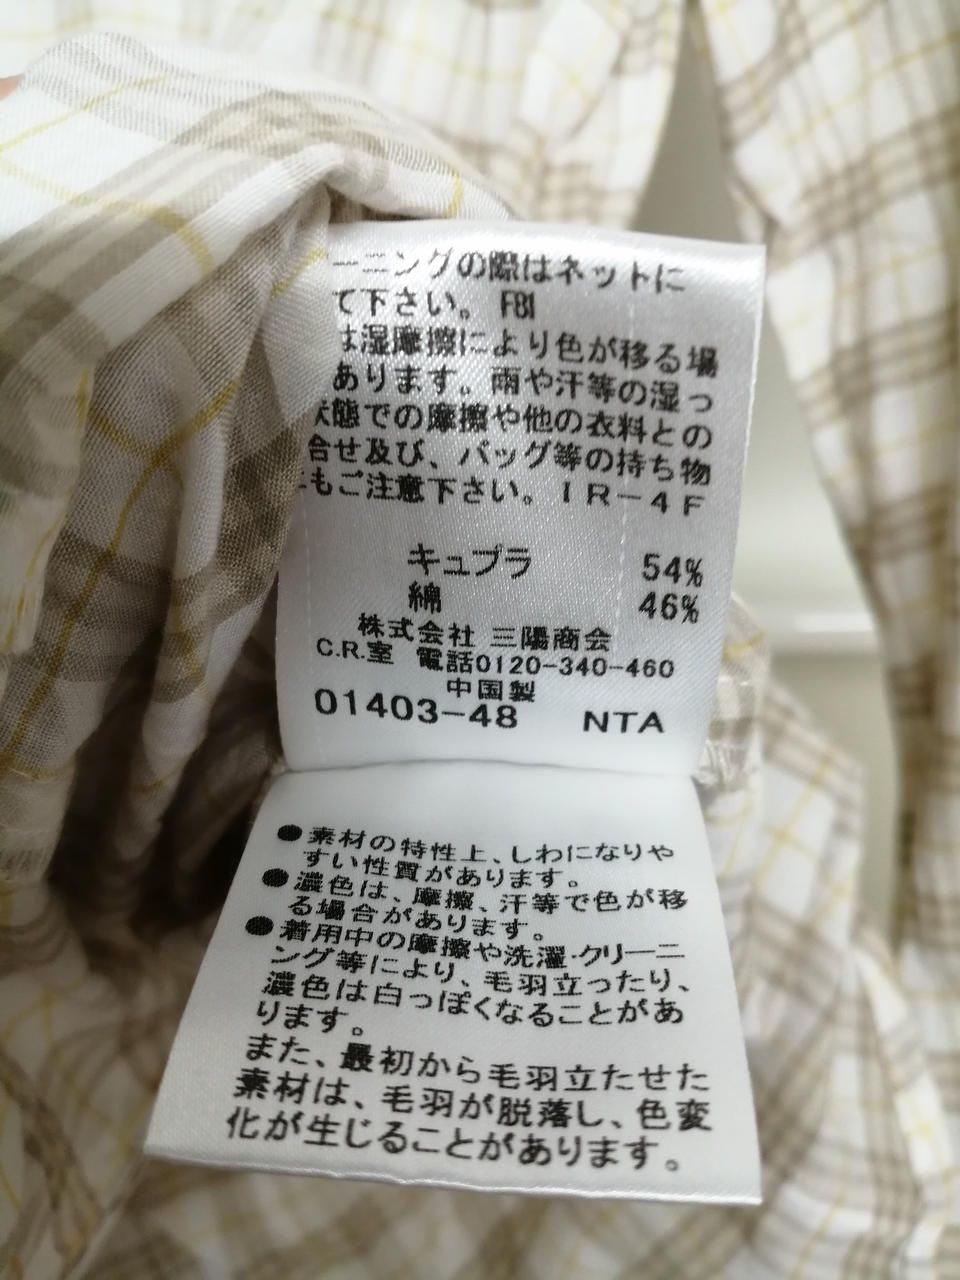 ーニングの際はネットに
て下さい。 FB1
は湿摩擦により色が移る場
あります。雨や汗等の湿っ
状態での摩擦や他の衣料との
合せ及び、バッグ等の持ち物
もご注意下さい。IR-4F
キュプラ 54%
綿 46%
株式会社 三陽商会
C.R.室 電話0120-340-460
中国製
01403-48 NTA
●素材の特性上、しわになりや
すい性質があります。
●濃色は、摩擦、汗等で色が移
る場合があります。
●着用中の摩擦や洗濯・クリーニ
ング等により、毛羽立ったり、
濃色は白っぽくなることがあ
ります。
また、最初から毛羽立たせた
素材は、毛羽が脱落し、色変
化が生じることがあります。